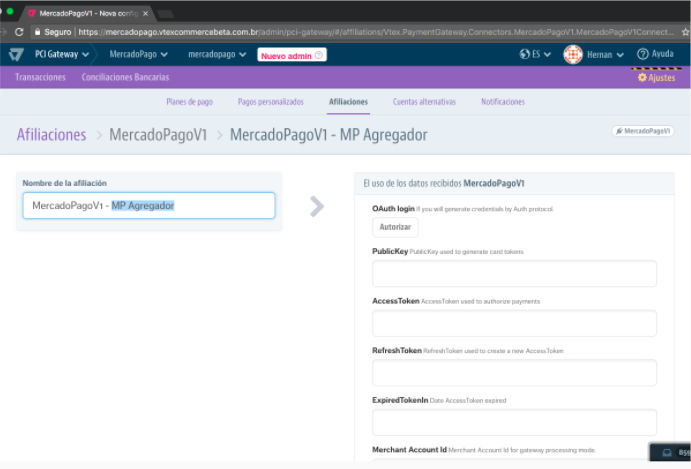 MercadoPagoV1 - Nova config ×
Seguro | https://mercadopago.vtexcommercebeta.com.br/admin/pci-gateway/#/affiliations/Vtex.PaymentGateway.Connectors.MercadoPagoV1.MercadoPagoV1Connect...
PCI Gateway MercadoPago mercadopago Nuevo admin ES Hernan Ayuda
Transacciones Conciliaciones Bancarias Ajustes
Planes de pago Pagos personalizados Afiliaciones Cuentas alternativas Notificaciones
Afiliaciones > MercadoPagoV1 > MercadoPagoV1 - MP Agregador MercadoPagoV1
Nombre de la afiliación
MercadoPagoV1 - MP Agregador
El uso de los datos recibidos MercadoPagoV1
OAuth login If you will generate credentials by Auth protocol
Autorizar
PublicKey PublicKey used to generate card tokens
AccessToken AccessToken used to authorize payments
RefreshToken RefreshToken used to create a new AccessToken
ExpiredTokenIn Date AccessToken expired
Merchant Account Id Merchant Account Id for gateway processing mode.